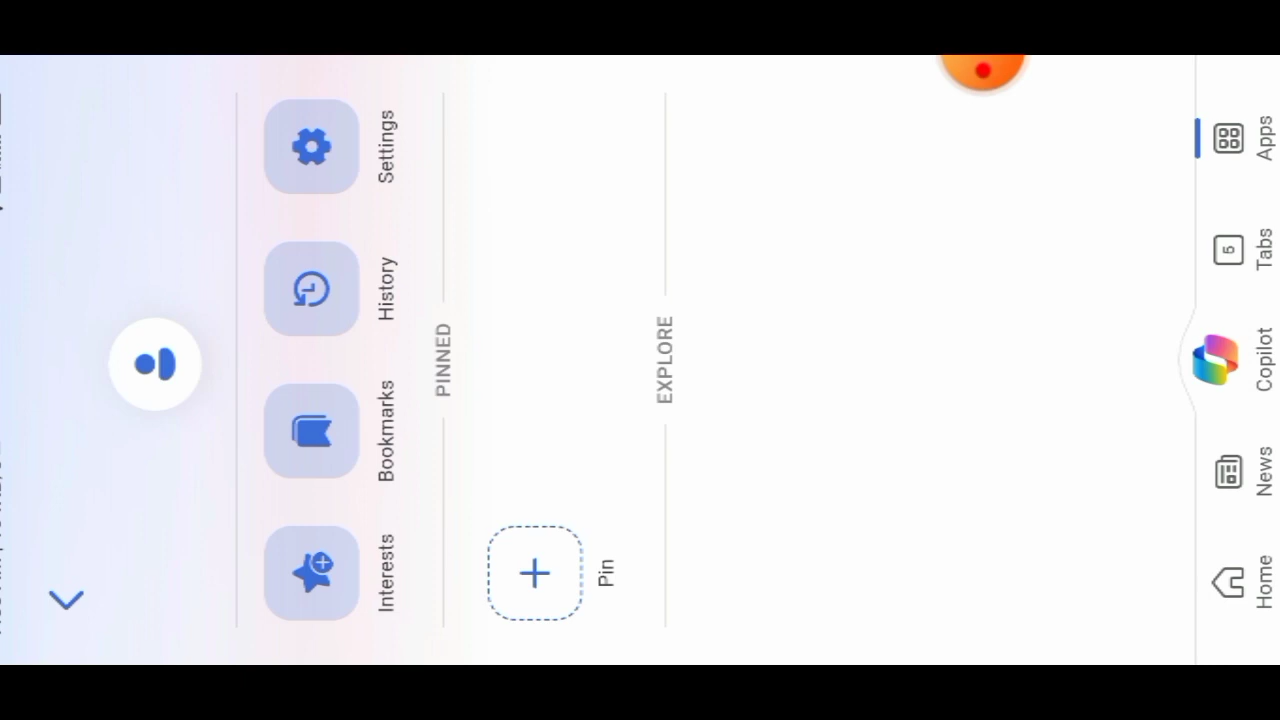 Interests
Bookmarks
History
Settings
PINNED
Pin
EXPLORE
Home
News
Copilot
5
Tabs
Apps